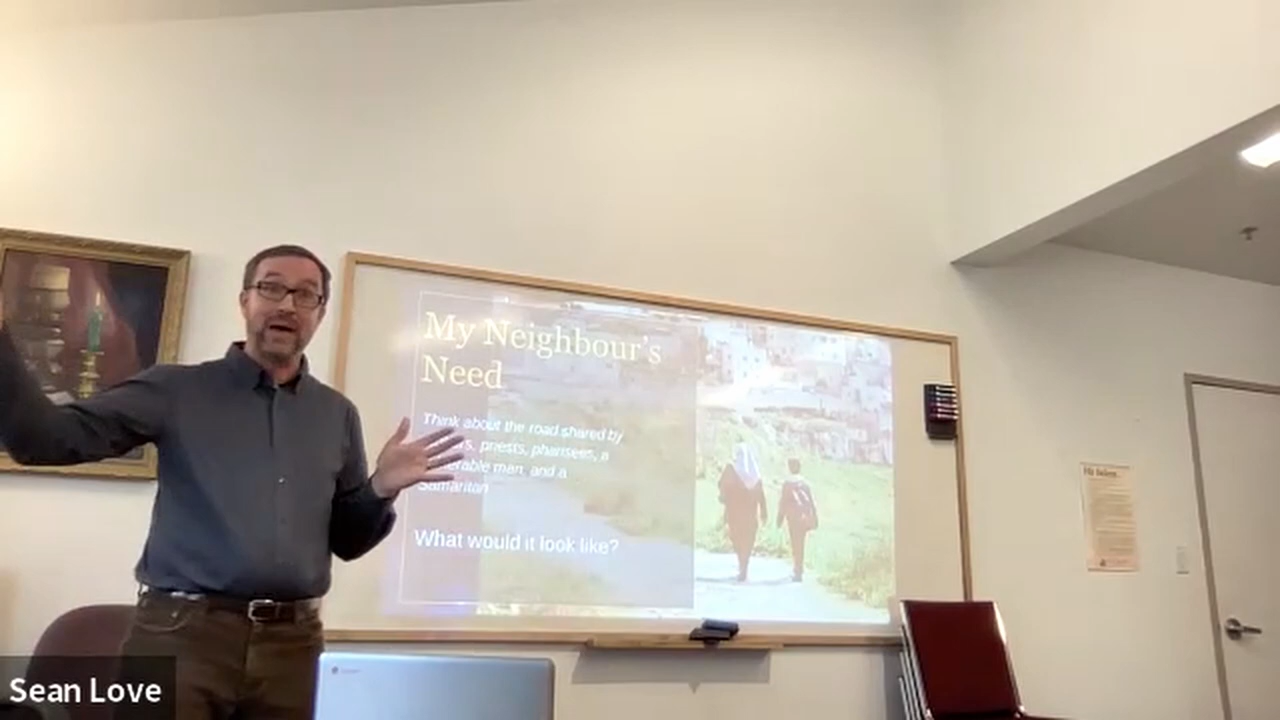 My Neighbour's
Need
Think about the road shared by
priests, pharisees, a
man, and a
Samaritan
What would it look like?
Sean Love